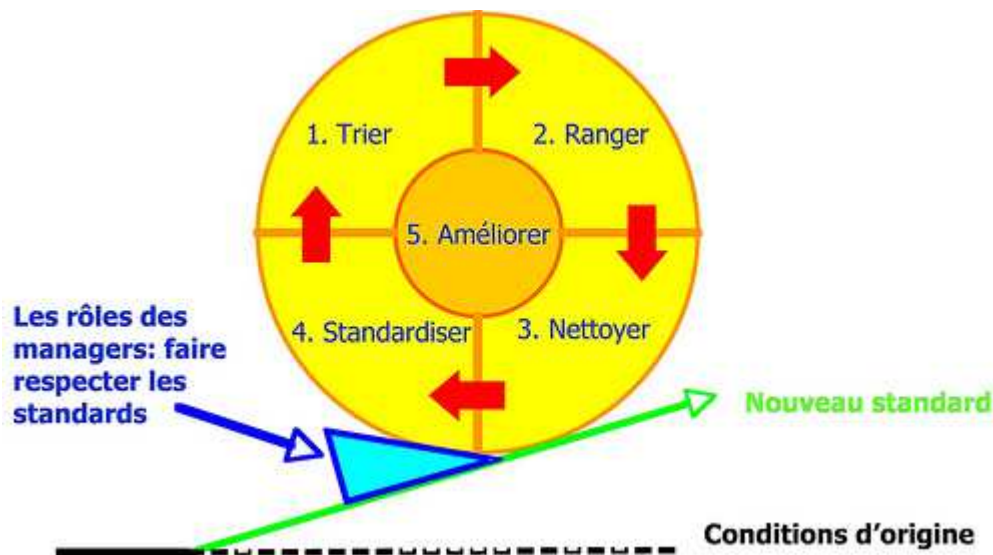 1. Trier
2. Ranger
5. Améliorer
4. Standardiser
3. Nettoyer
Les rôles des
managers: faire
respecter les
standards
Nouveau standard
Conditions d'origine